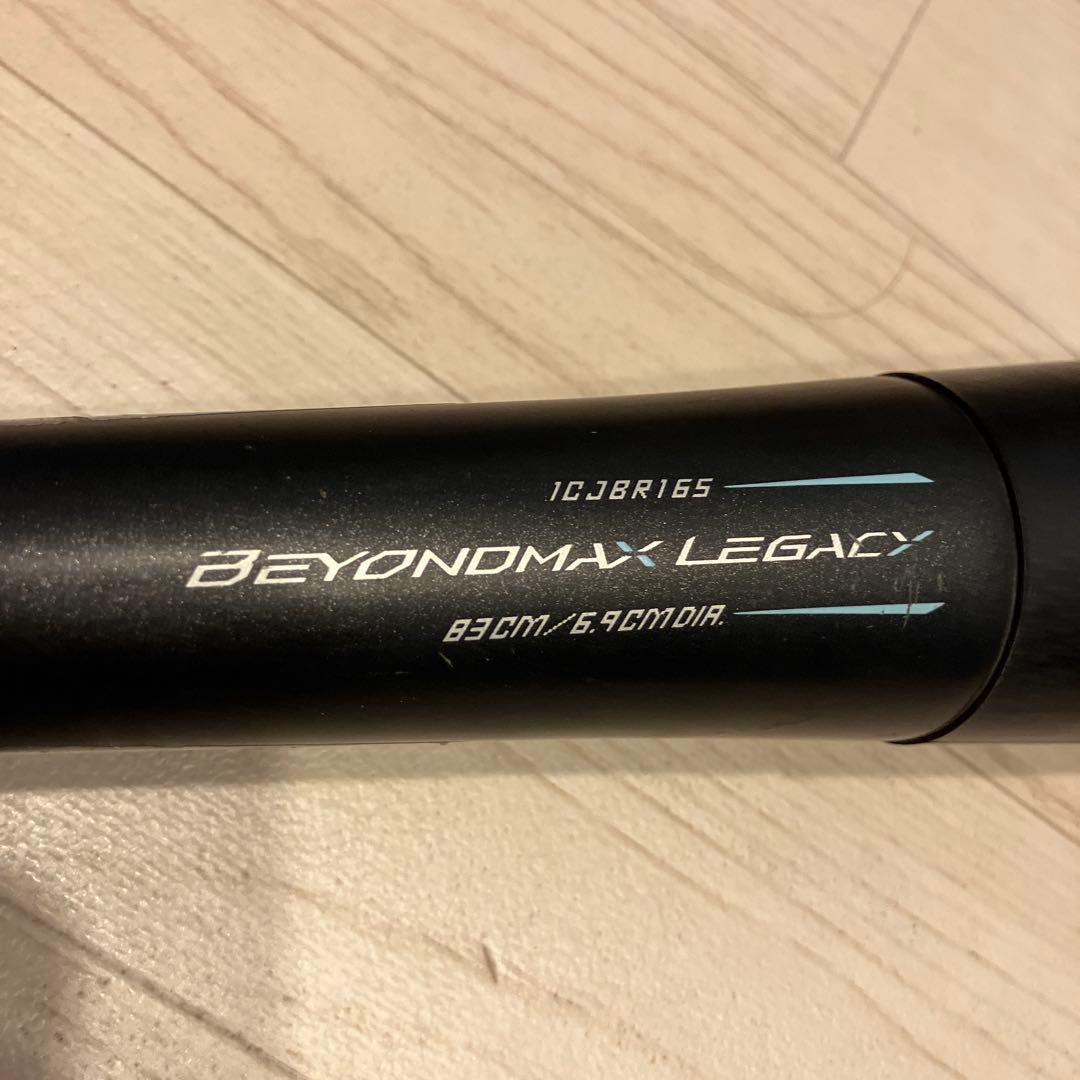 1CJBR165
BEYONDMAX LEGACY
83CM/6.9CMDIA.